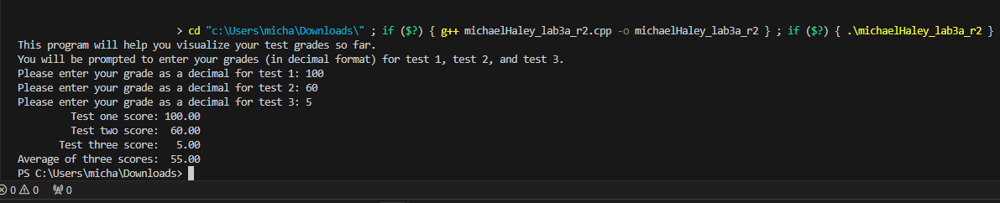 > cd "c:\Users\micha\Downloads\" ; if ($?) { g++ michaelHaley_lab3a_r2.cpp -o michaelHaley_lab3a_r2 } ; if ($?) { .\michaelHaley_lab3a_r2 }
This program will help you visualize your test grades so far.
You will be prompted to enter your grades (in decimal format) for test 1, test 2, and test 3.
Please enter your grade as a decimal for test 1: 100
Please enter your grade as a decimal for test 2: 60
Please enter your grade as a decimal for test 3: 5
Test one score: 100.00
Test two score:  60.00
Test three score:   5.00
Average of three scores:  55.00
PS C:\Users\micha\Downloads>
0 0 0